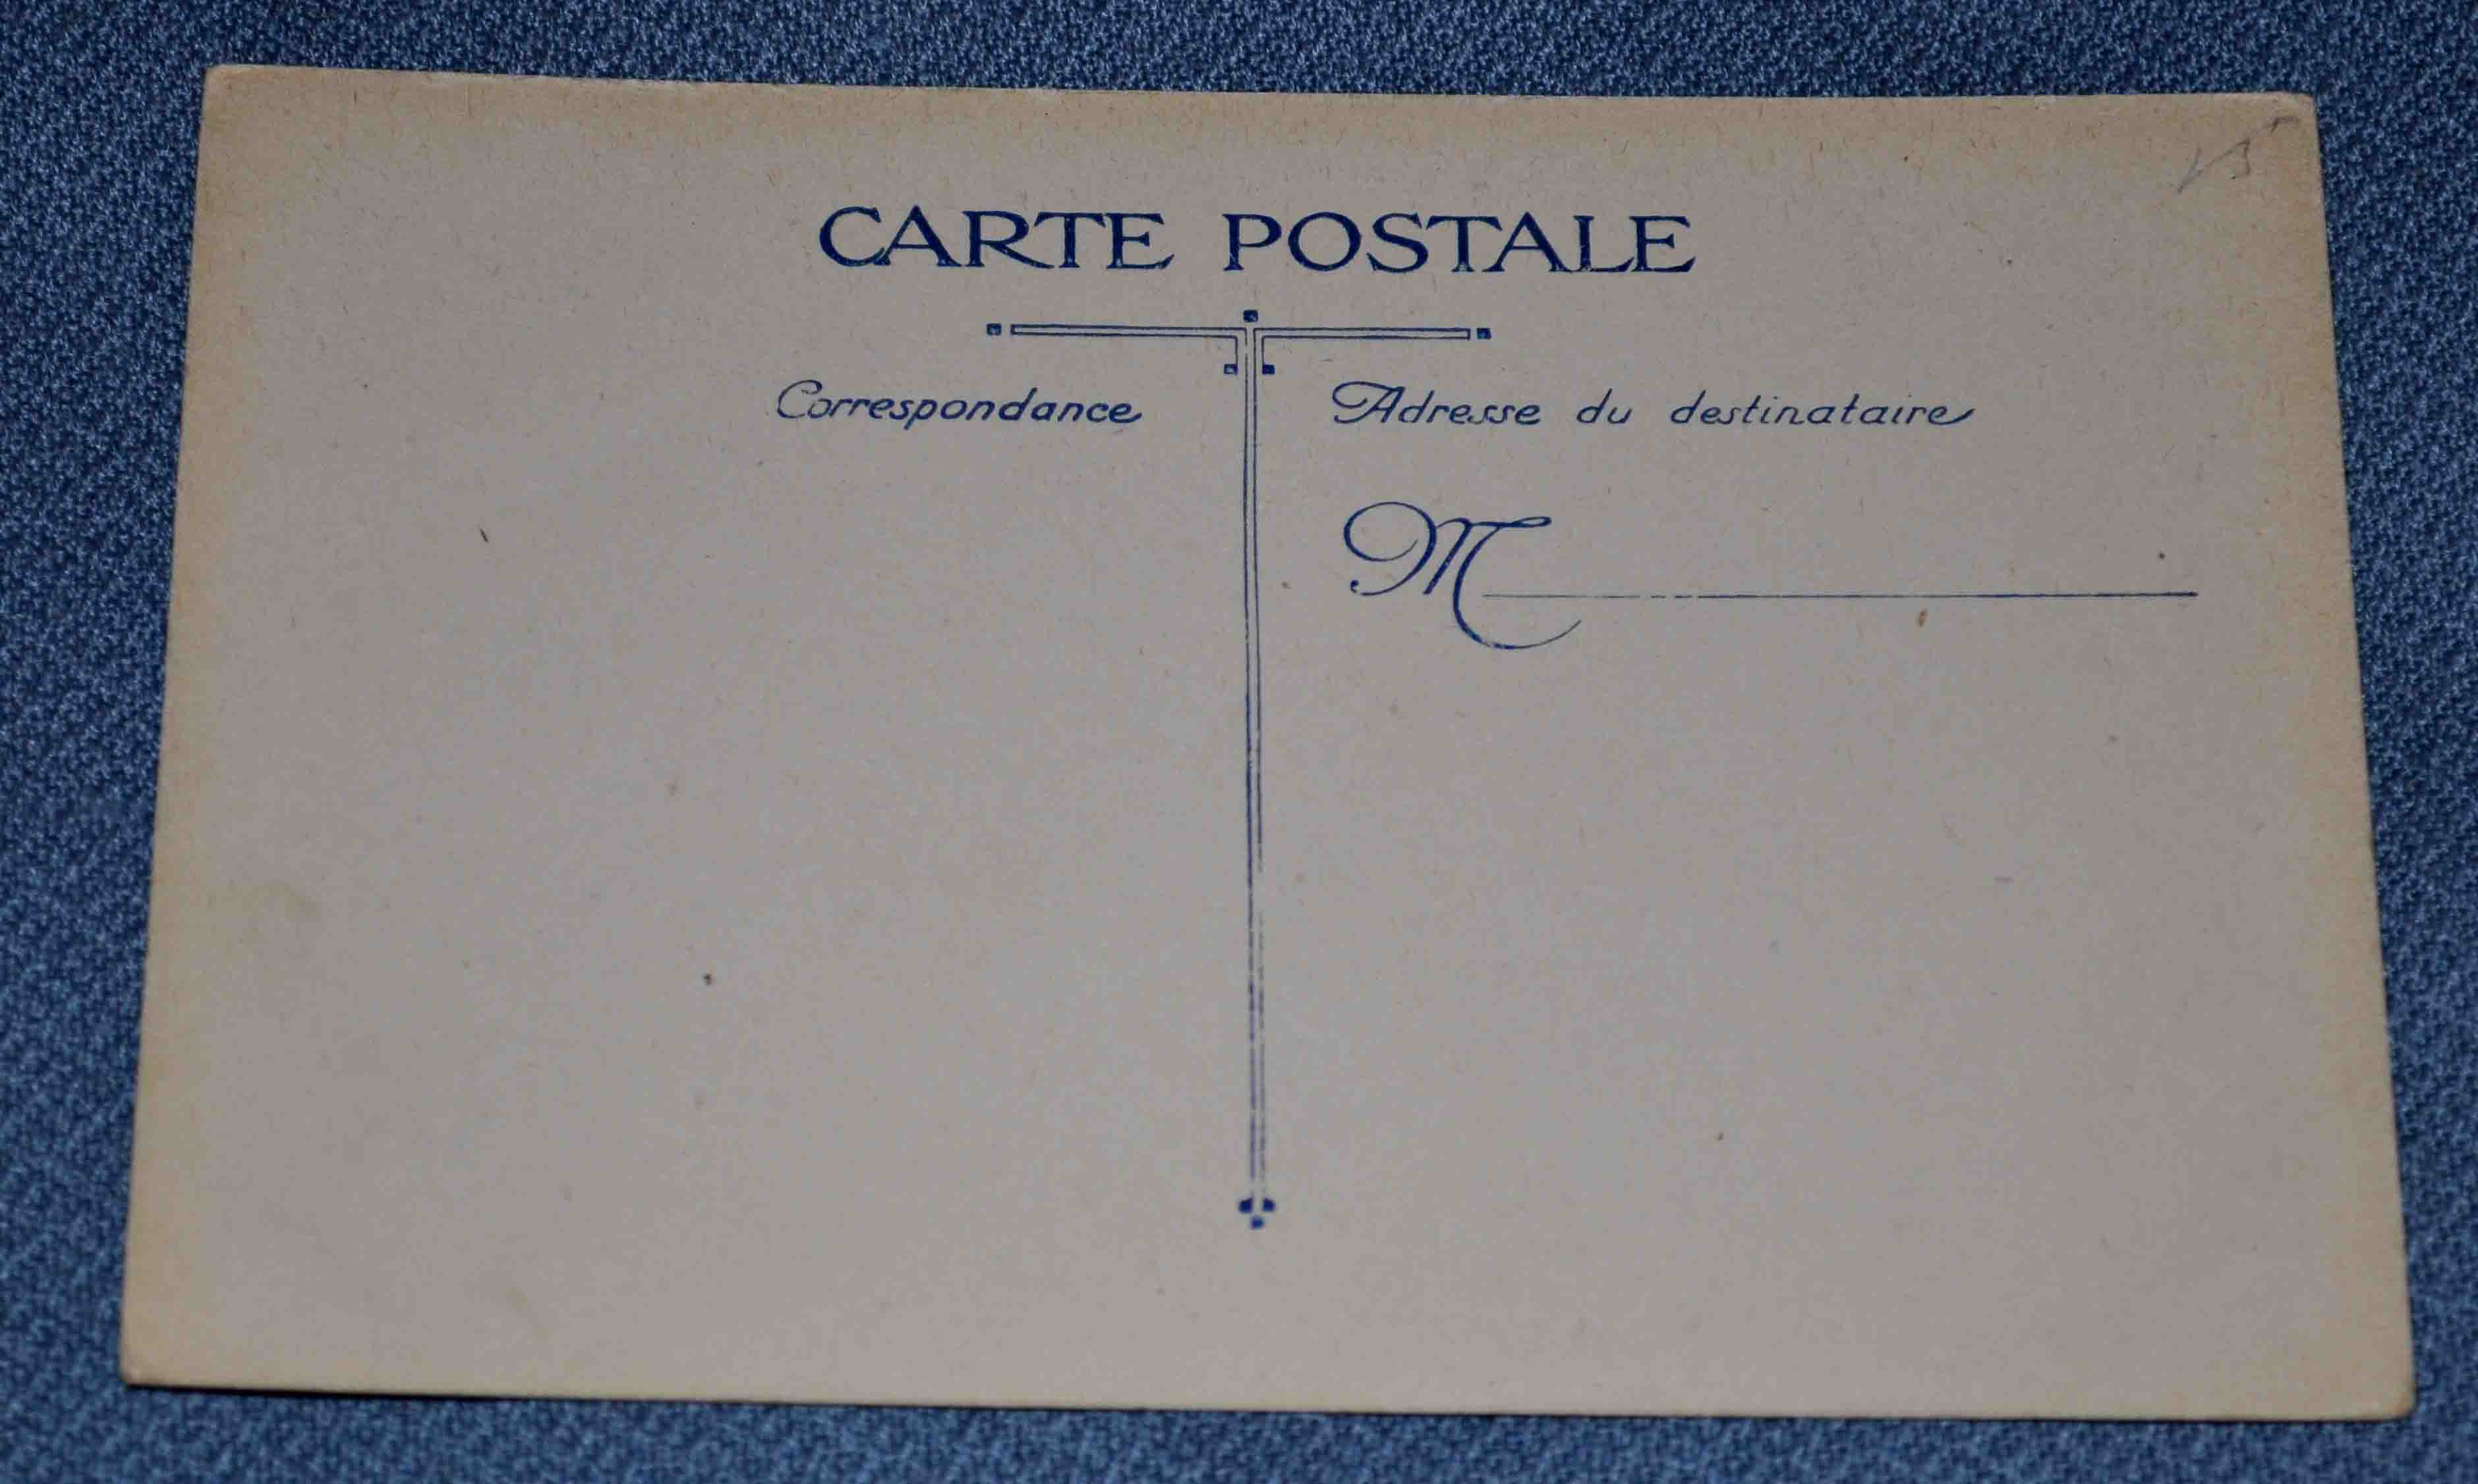 CARTE POSTALE
Correspondance
Adresse du destinataire
M